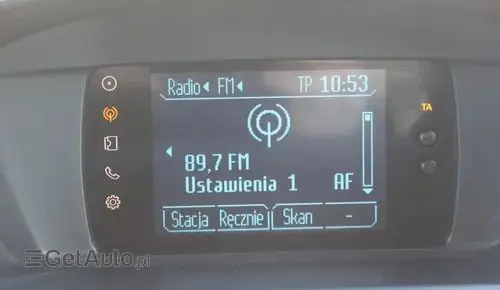 Radio FM TP 10:53
TA
89,7 FM
Ustawienia 1 AF
Stacja Ręcznie Skan -
GetAuto.pl